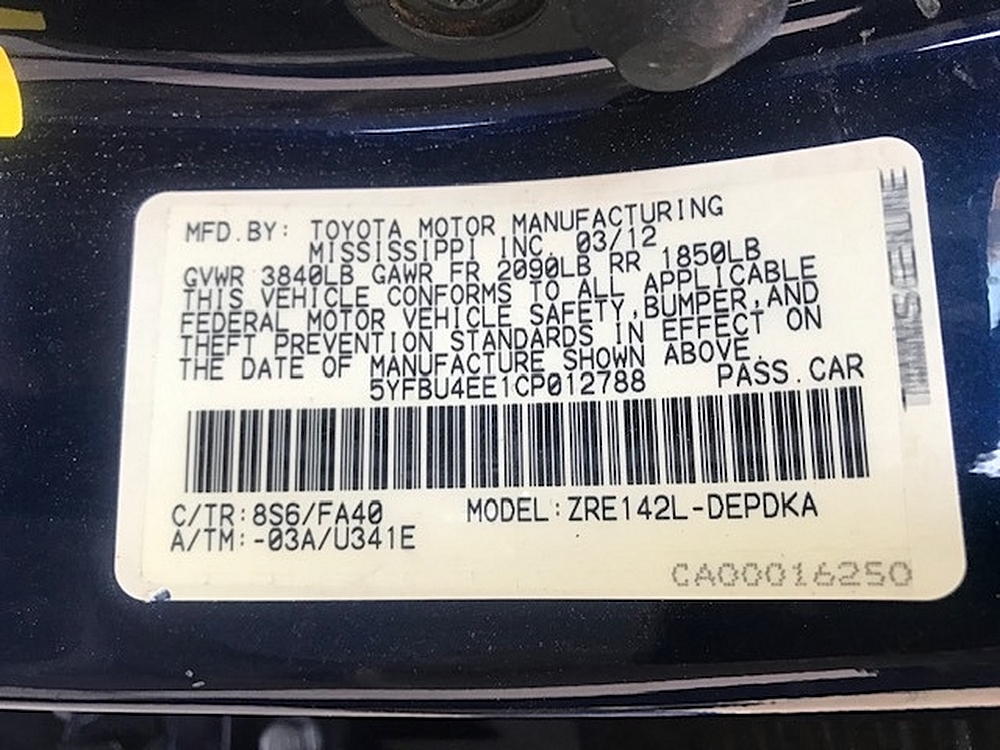 MFD.BY: TOYOTA MOTOR MANUFACTURING
MISSISSIPPI INC. 03/12
GVWR 3840LB GAWR FR 2090LB RR 1850LB
THIS VEHICLE CONFORMS TO ALL APPLICABLE
FEDERAL MOTOR VEHICLE SAFETY,BUMPER,AND
THEFT PREVENTION STANDARDS IN EFFECT ON
THE DATE OF MANUFACTURE SHOWN ABOVE.
5YFBU4EE1CP012788 PASS.CAR
C/TR:8S6/FA40 MODEL:ZRE142L-DEPDKA
A/TM:-03A/U341E
CA00016250